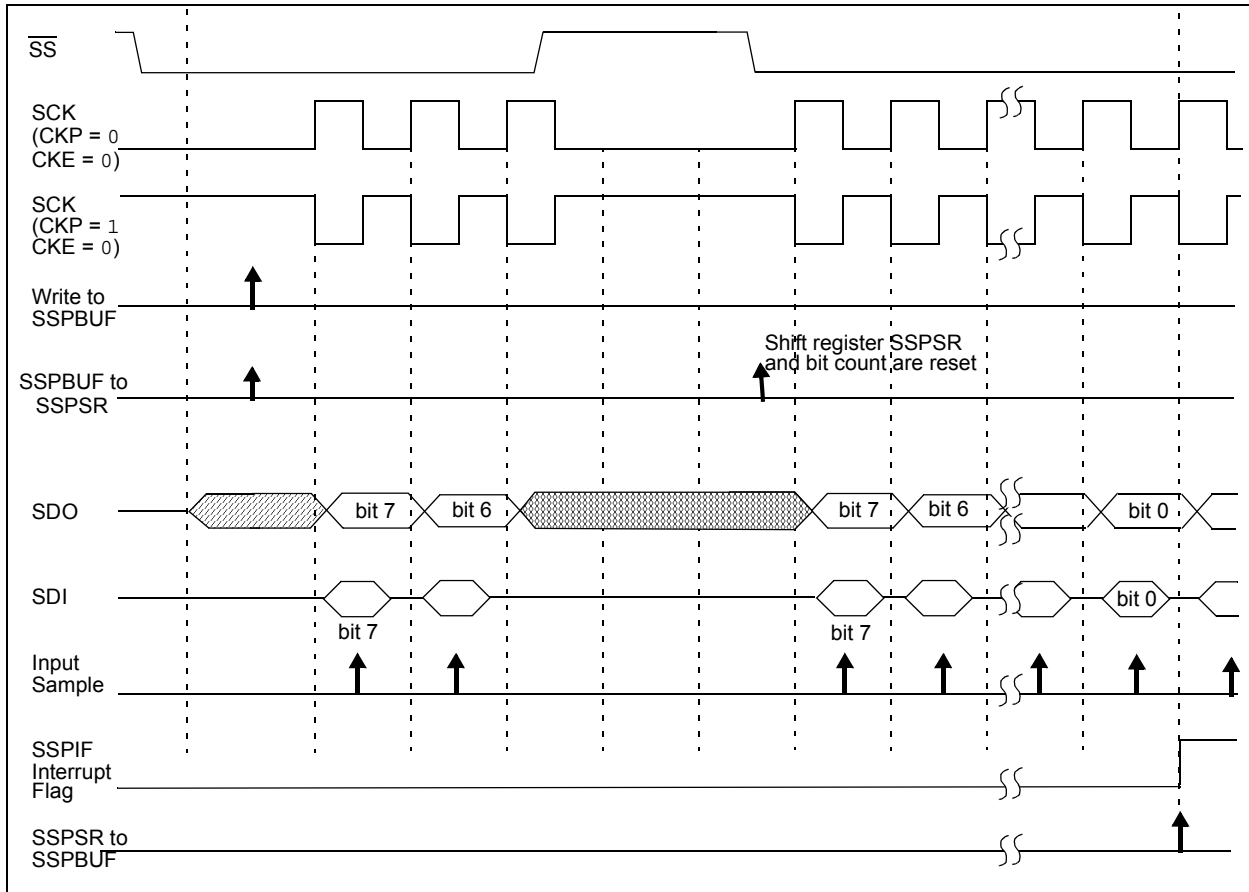 SS
SCK
(CKP = 0
CKE = 0)
SCK
(CKP = 1
CKE = 0)
Write to
SSPBUF
Shift register SSPSR
and bit count are reset
SSPBUF to
SSPSR
SDO
bit 7
bit 6
bit 7
bit 6
bit 0
SDI
bit 0
bit 7
bit 7
Input
Sample
SSPIF
Interrupt
Flag
SSPSR to
SSPBUF